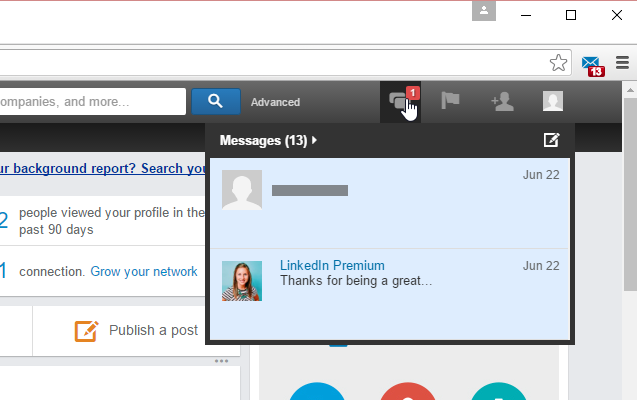 13
companies, and more...
Advanced
1
Messages (13)
ur background report? Search you
Jun 22
2 people viewed your profile in the
past 90 days
LinkedIn Premium
Jun 22
Thanks for being a great...
1 connection. Grow your network
Publish a post